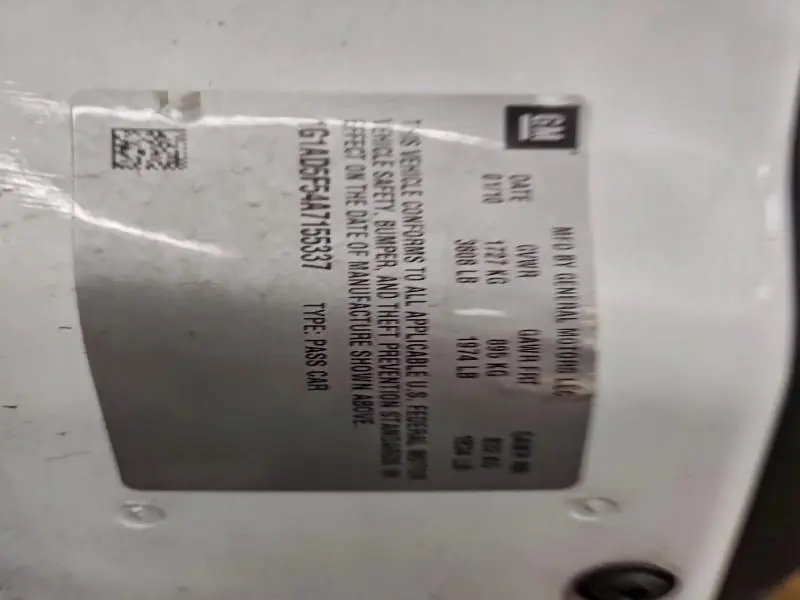 GM
MFD BY GENERAL MOTORS LLC
DATE GVWR GAWR FRT GAWR RR
01/10 1727 KG 895 KG KG
3808 LB 1974 LB LB
THIS VEHICLE CONFORMS TO ALL APPLICABLE U.S. FEDERAL MOTOR
VEHICLE SAFETY, BUMPER, AND THEFT PREVENTION STANDARDS IN
EFFECT ON THE DATE OF MANUFACTURE SHOWN ABOVE.
1G1AD5F54A7155337 TYPE: PASS CAR